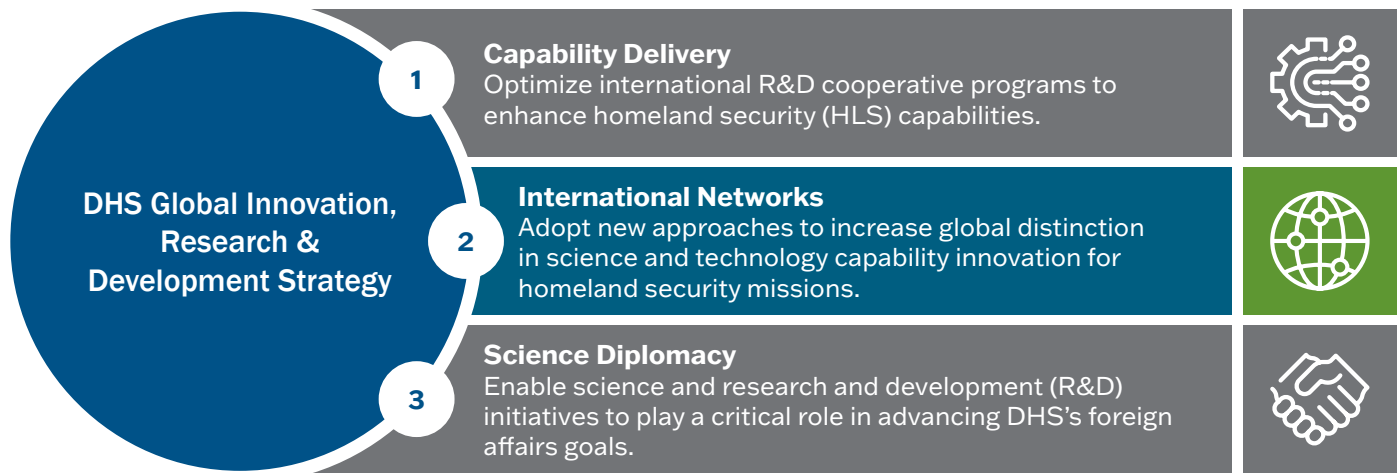 DHS Global Innovation,
Research &
Development Strategy
1
Capability Delivery
Optimize international R&D cooperative programs to
enhance homeland security (HLS) capabilities.
2
International Networks
Adopt new approaches to increase global distinction
in science and technology capability innovation for
homeland security missions.
3
Science Diplomacy
Enable science and research and development (R&D)
initiatives to play a critical role in advancing DHS’s foreign
affairs goals.